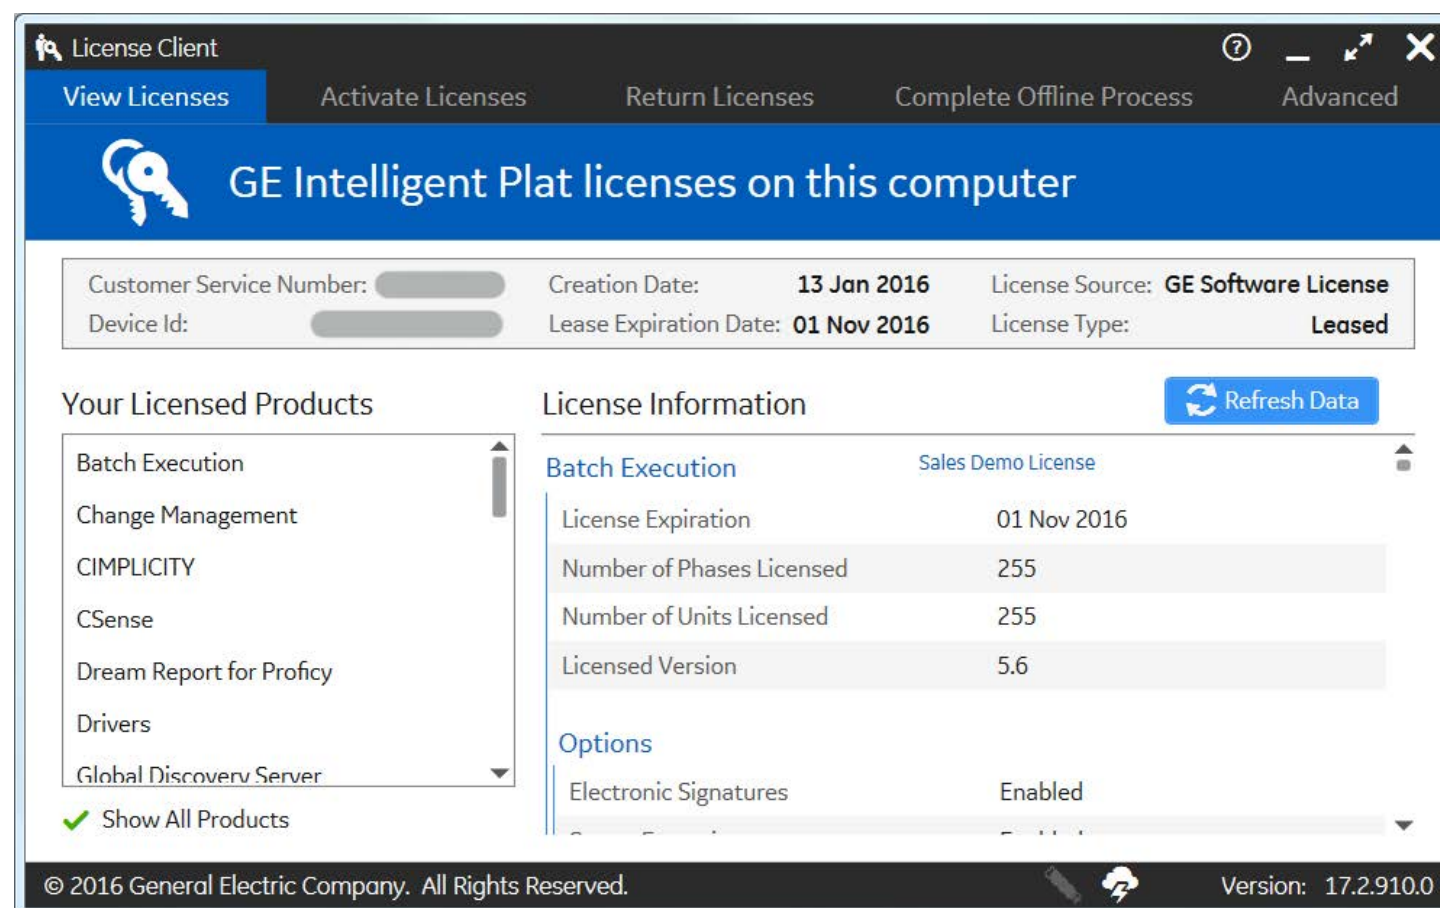 License Client
View Licenses Activate Licenses Return Licenses Complete Offline Process Advanced
GE Intelligent Plat licenses on this computer
Customer Service Number: Creation Date: 13 Jan 2016 License Source: GE Software License
Device Id: Lease Expiration Date: 01 Nov 2016 License Type: Leased
Your Licensed Products
Batch Execution
Change Management
CIMPLICITY
CSense
Dream Report for Proficy
Drivers
Global Discovery Server
Show All Products
License Information Refresh Data
Batch Execution Sales Demo License
License Expiration 01 Nov 2016
Number of Phases Licensed 255
Number of Units Licensed 255
Licensed Version 5.6
Options
Electronic Signatures Enabled
© 2016 General Electric Company. All Rights Reserved. Version: 17.2.910.0